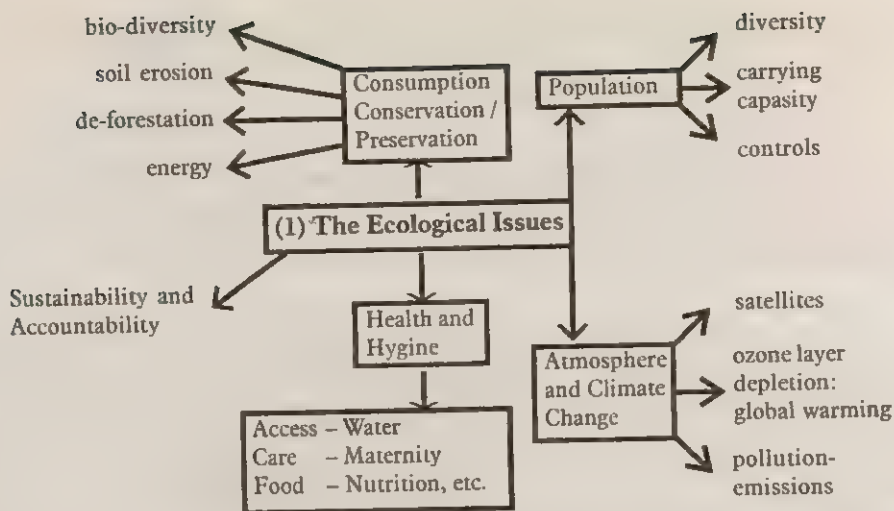 bio-diversity
soil erosion
de-forestation
energy
Consumption
Conservation /
Preservation
Population
diversity
carrying
capasity
controls
(1) The Ecological Issues
Sustainability and
Accountability
Health and
Hygine
Access – Water
Care – Maternity
Food – Nutrition, etc.
Atmosphere
and Climate
Change
satellites
ozone layer
depletion:
global warming
pollution-
emissions